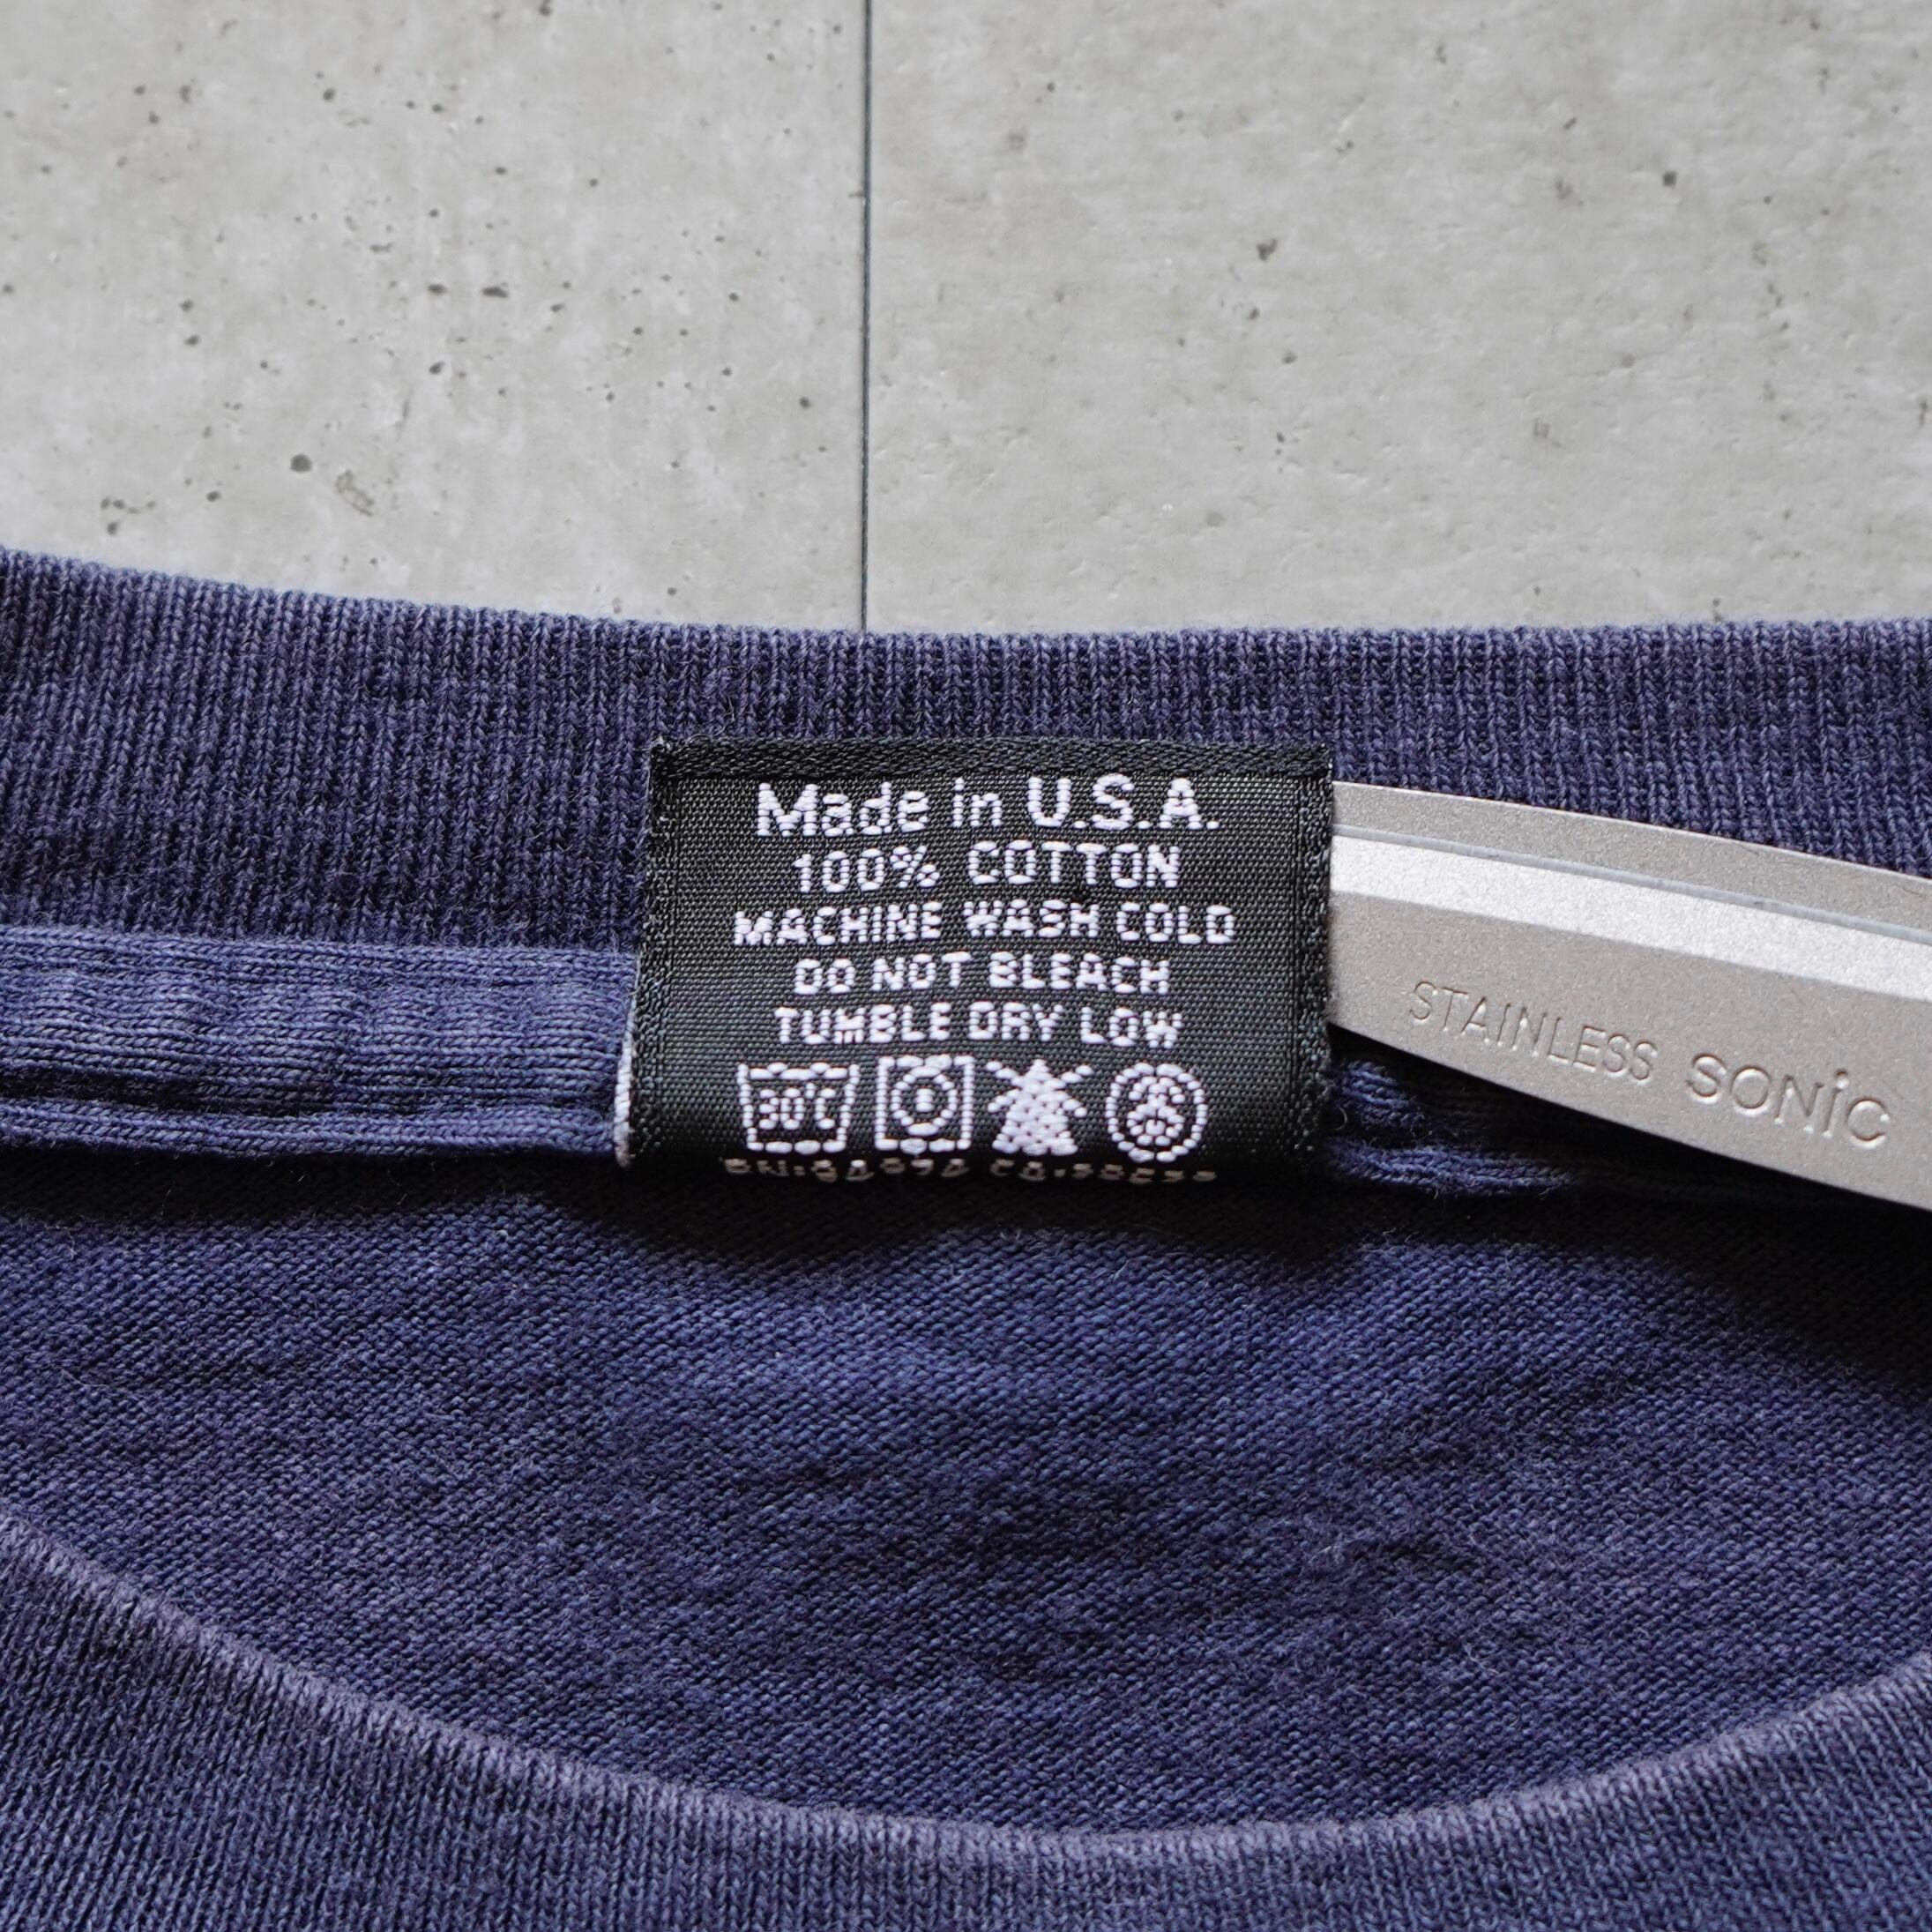 Made in U.S.A.
100% COTTON
MACHINE WASH COLD
DO NOT BLEACH
TUMBLE DRY LOW
30°C
STAINLESS SONiC